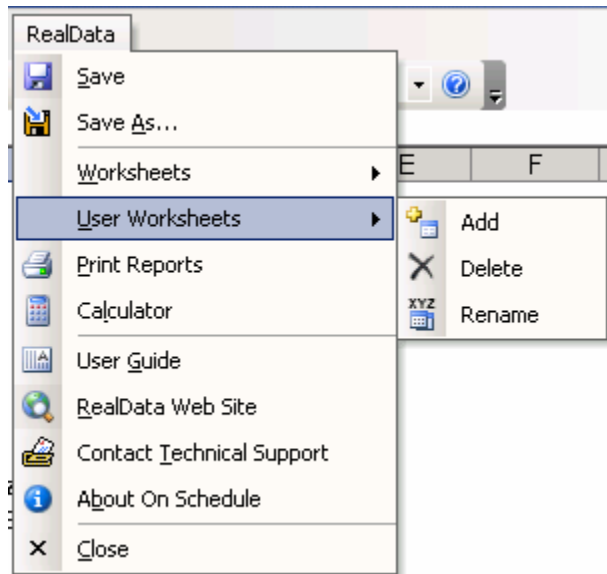 RealData
Save
Save As...
E F
Worksheets
User Worksheets
Add
Print Reports
Delete
Calculator
XYZ
Rename
User Guide
RealData Web Site
Contact Technical Support
About On Schedule
Close